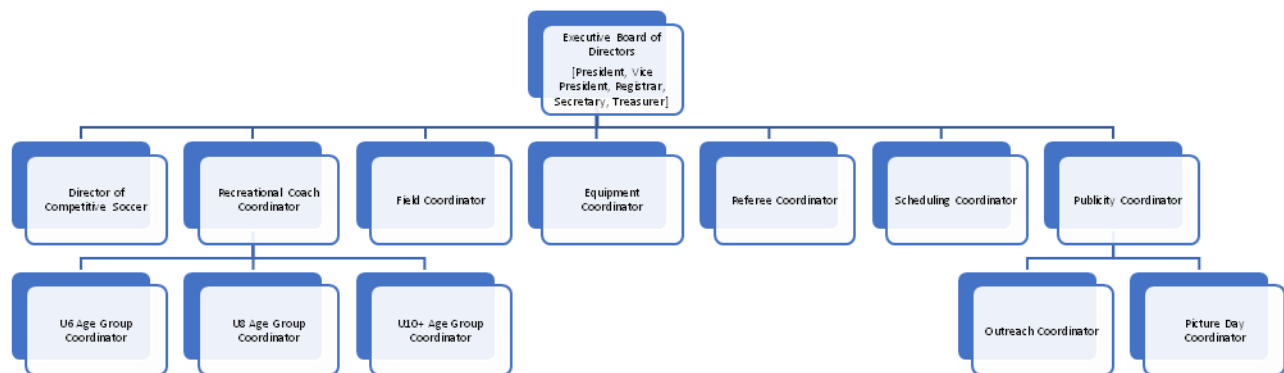 Executive Board of
Directors
[President, Vice
President, Registrar,
Secretary, Treasurer]
Director of
Competitive Soccer
Recreational Coach
Coordinator
Field Coordinator
Equipment
Coordinator
Referee Coordinator
Scheduling Coordinator
Publicity Coordinator
U6 Age Group
Coordinator
U8 Age Group
Coordinator
U10+ Age Group
Coordinator
Outreach Coordinator
Picture Day
Coordinator